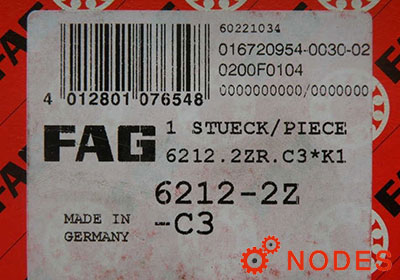 60221034
016720954-0030-02
0200F0104
0000000000/0000000
4 012801 076548
FAG
1 STUECK/PIECE
6212.2ZR.C3*K1
6212-2Z
-C3
MADE IN
GERMANY
NODES